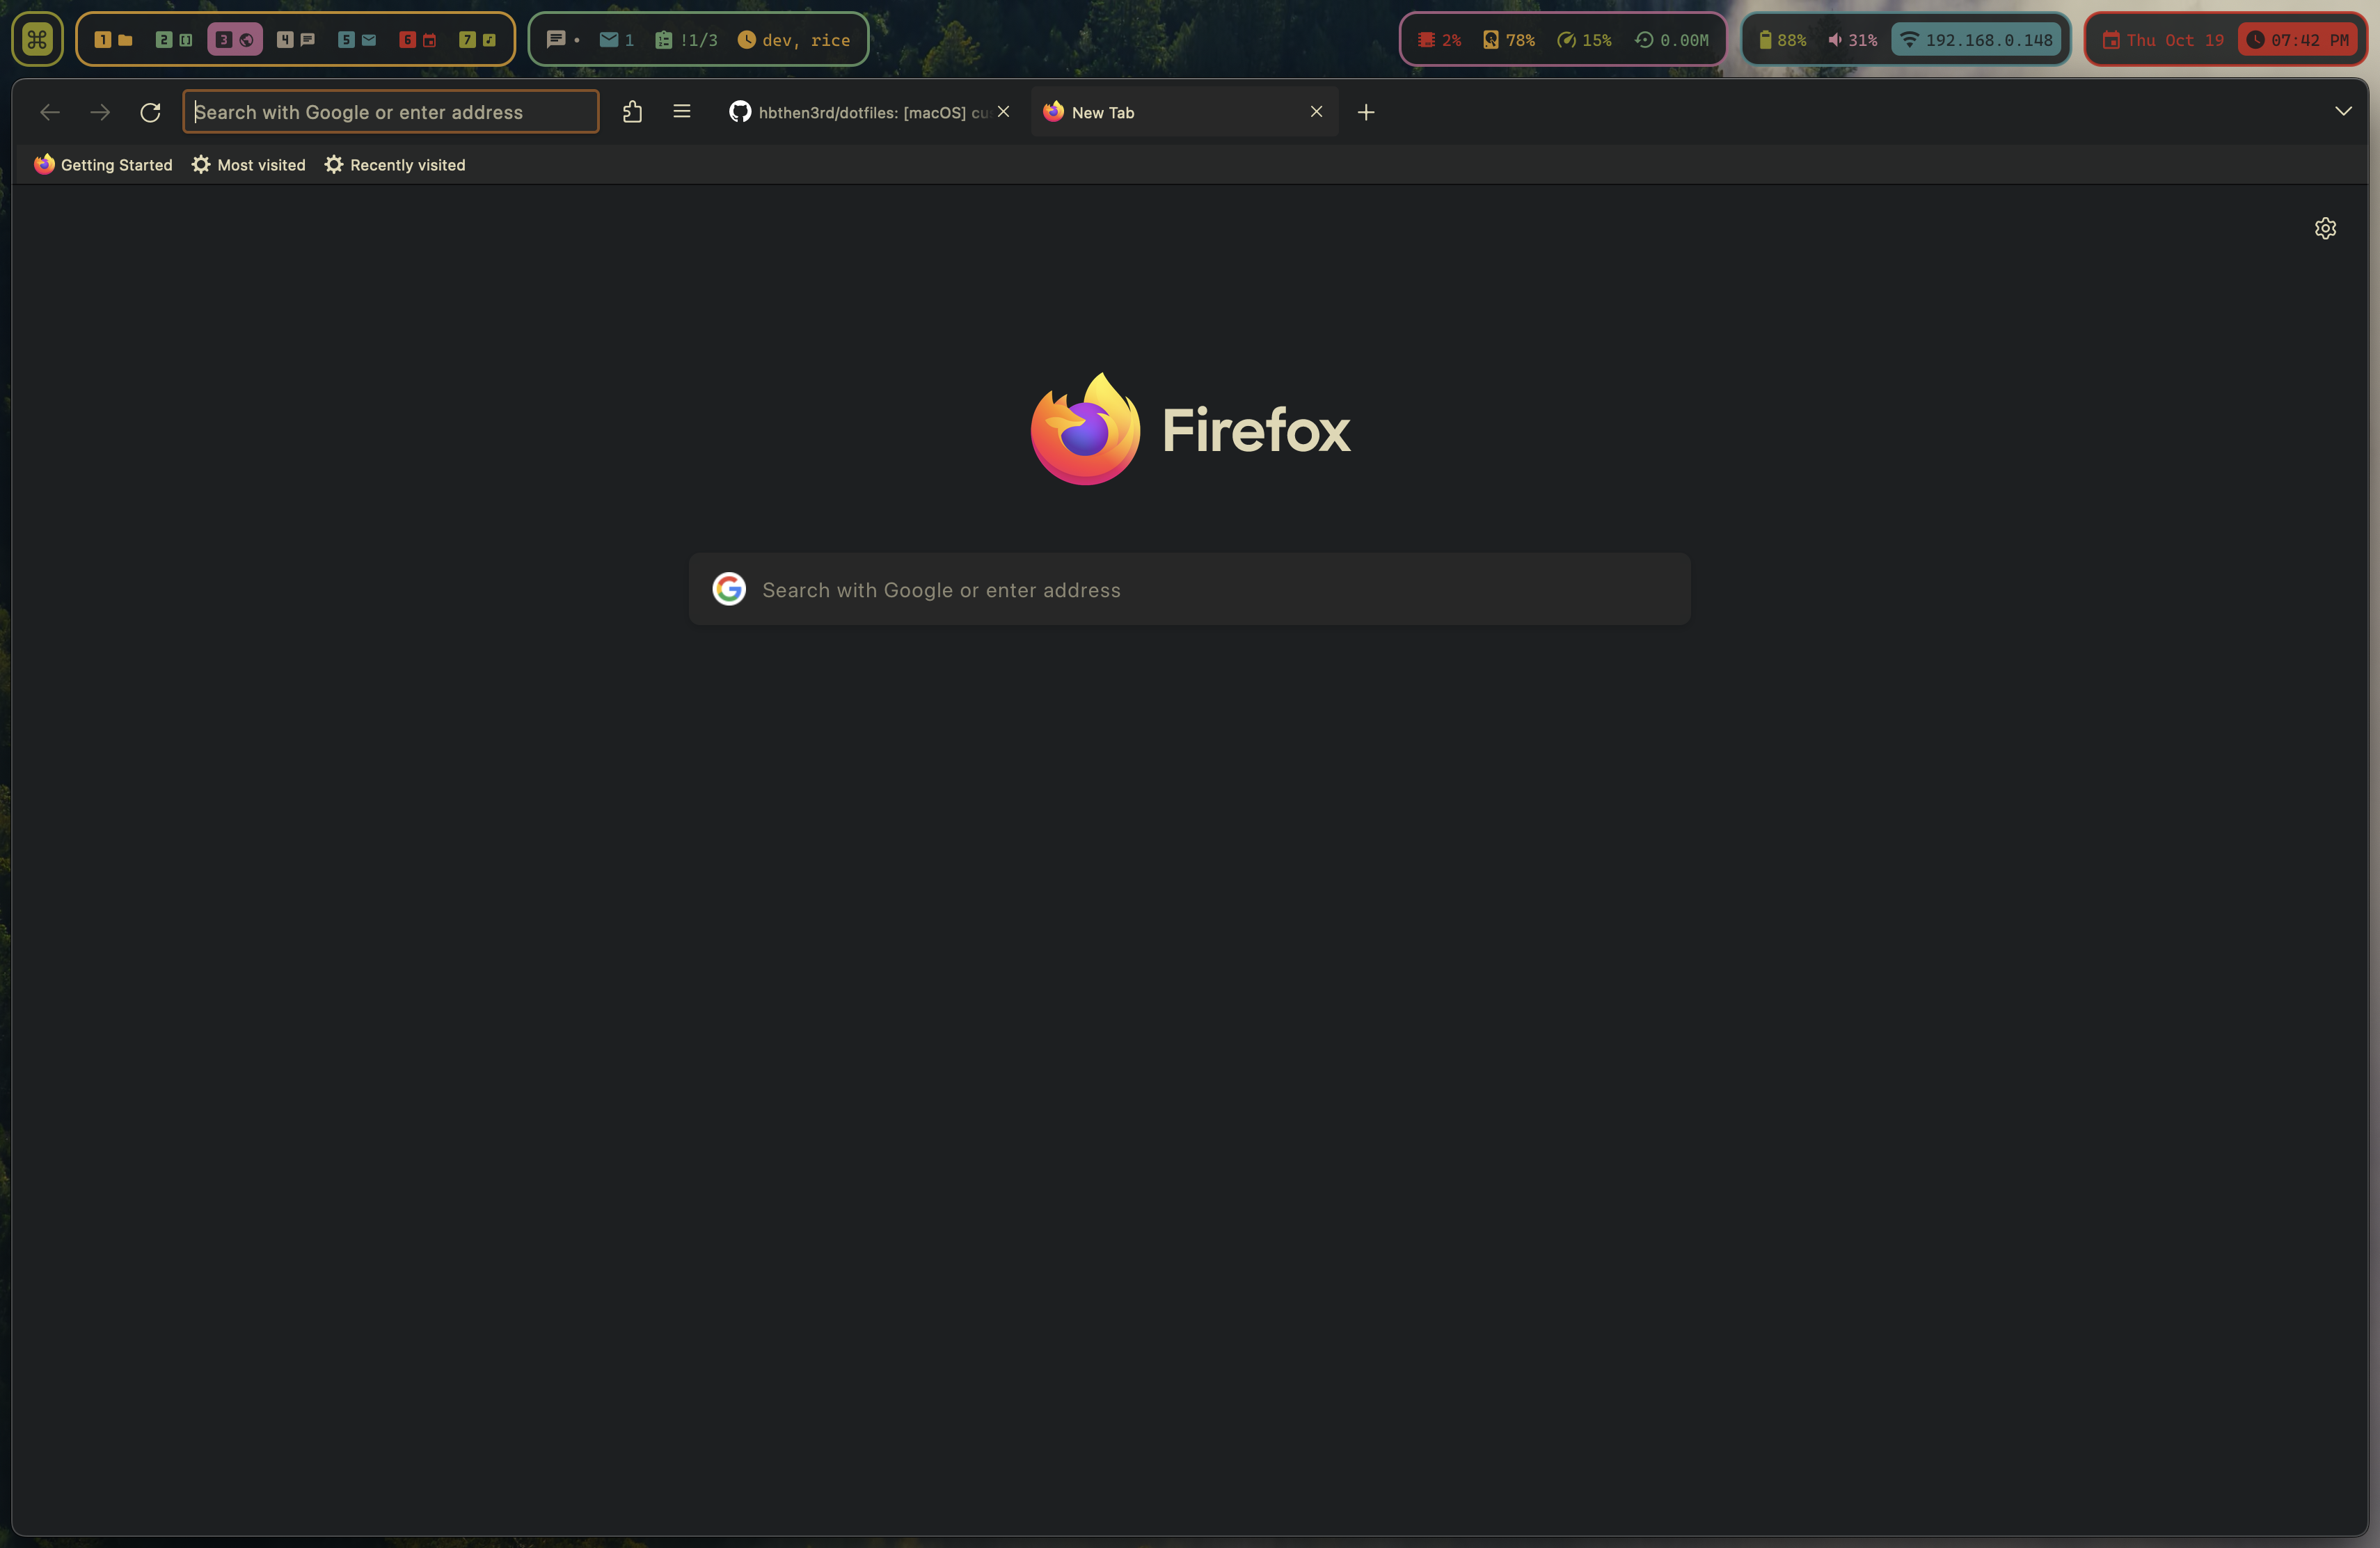 1 2 3 4 5 6 7 1 !1/3 dev, rice 2% 78% 15% 0.00M 88% 31% 192.168.0.148 Thu Oct 19 07:42 PM
Search with Google or enter address hbthen3rd/dotfiles: [macOS] cu New Tab
Getting Started Most visited Recently visited
Firefox
Search with Google or enter address